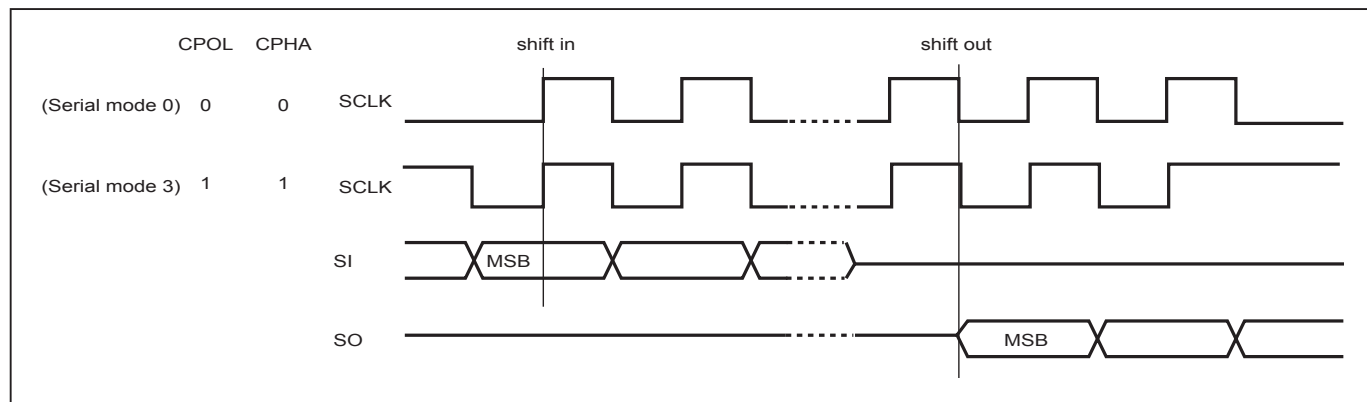 CPOL CPHA shift in shift out
(Serial mode 0) 0 0 SCLK
(Serial mode 3) 1 1 SCLK
SI MSB
SO MSB